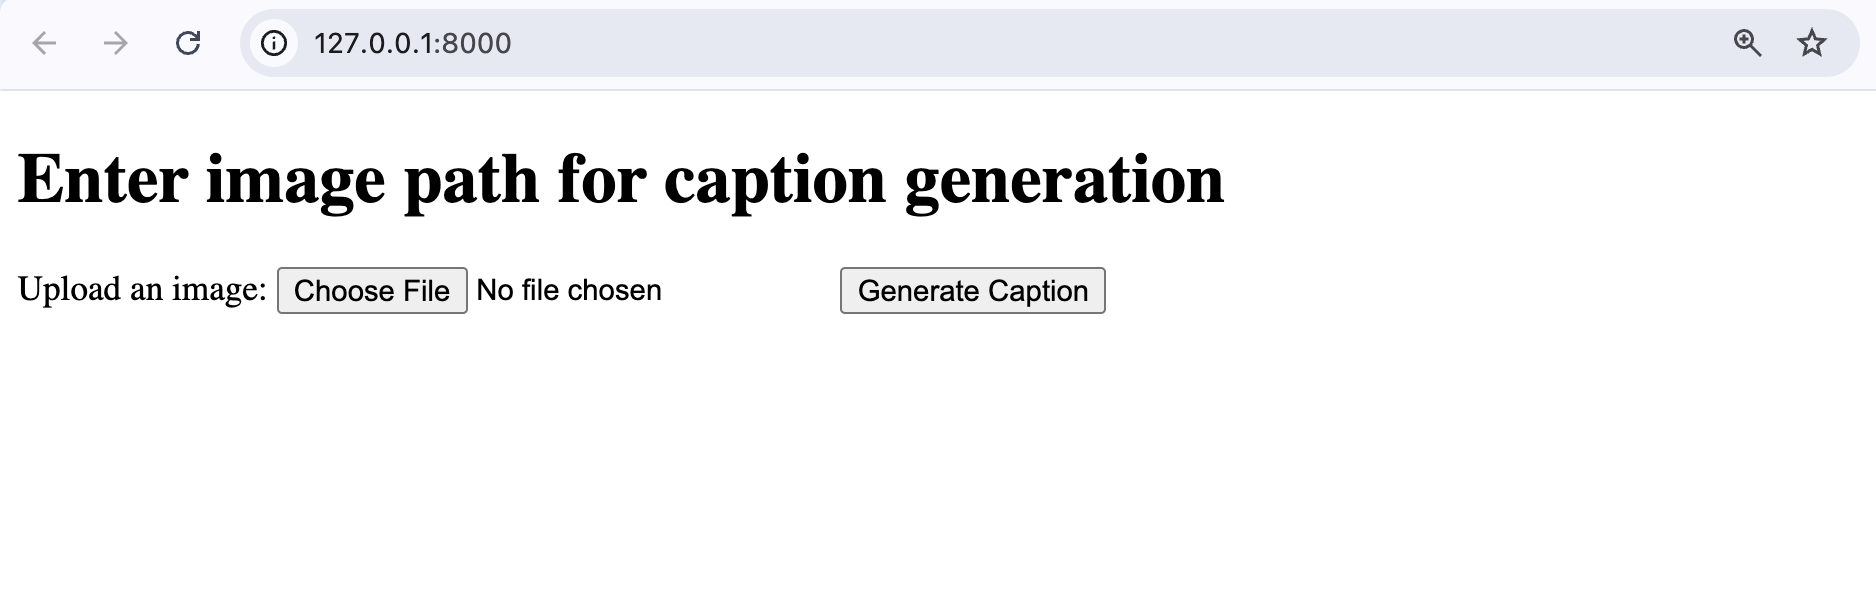 127.0.0.1:8000
Enter image path for caption generation
Upload an image: Choose File No file chosen Generate Caption